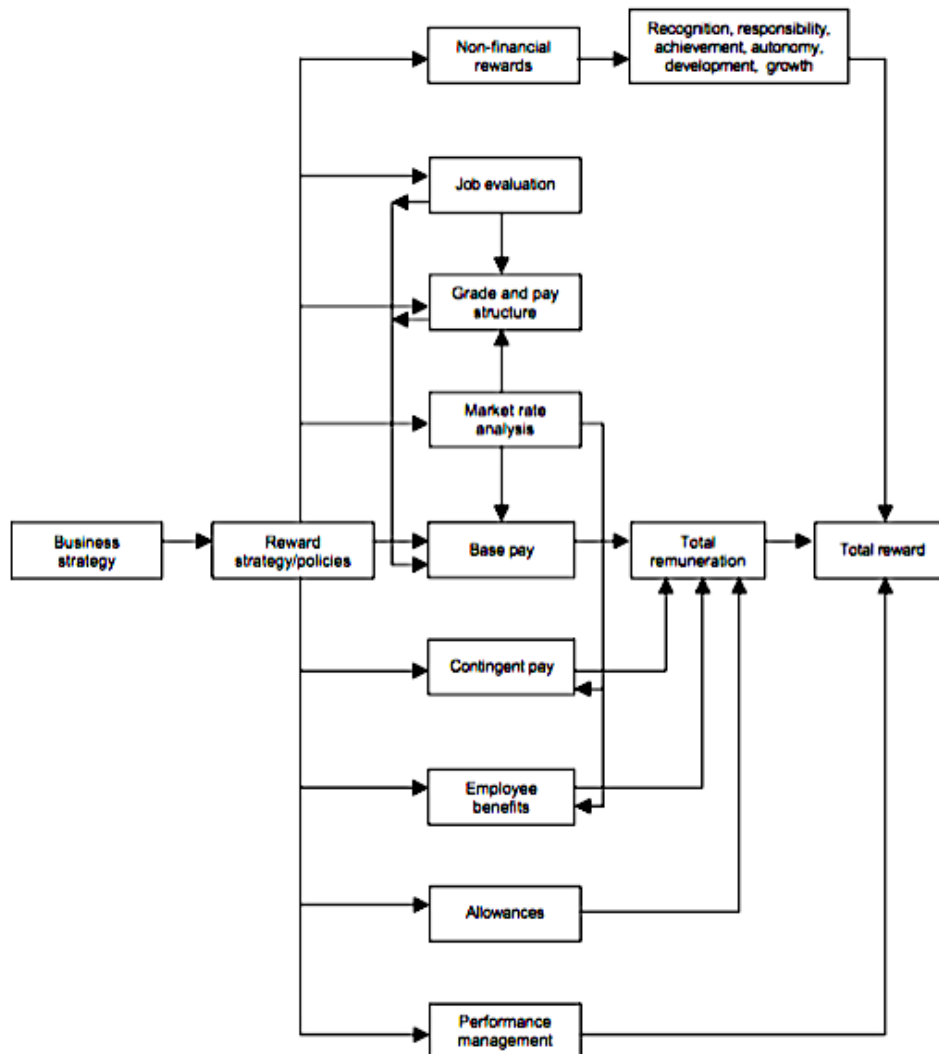 Non-financial
rewards
Recognition, responsibility,
achievement, autonomy,
development, growth
Job evaluation
Grade and pay
structure
Market rate
analysis
Business
strategy
Reward
strategy/policies
Base pay
Total
remuneration
Total reward
Contingent pay
Employee
benefits
Allowances
Performance
management